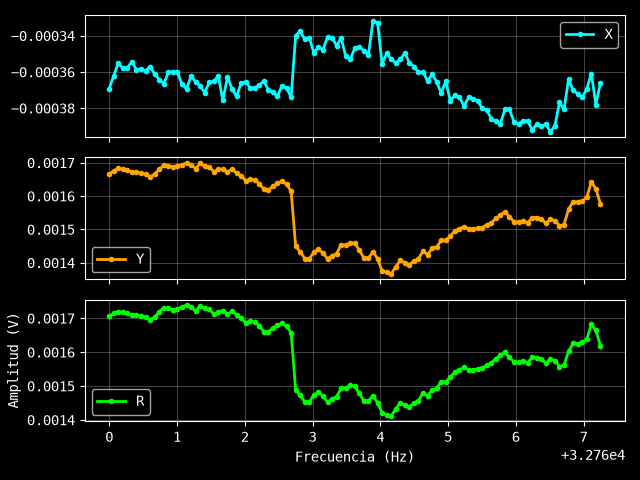 −0.00034
−0.00036
−0.00038
X
0.0017
0.0016
0.0015
0.0014
Y
0.0017
0.0016
0.0015
0.0014
R
Amplitud (V)
0 1 2 3 4 5 6 7
Frecuencia (Hz)
+3.276e4